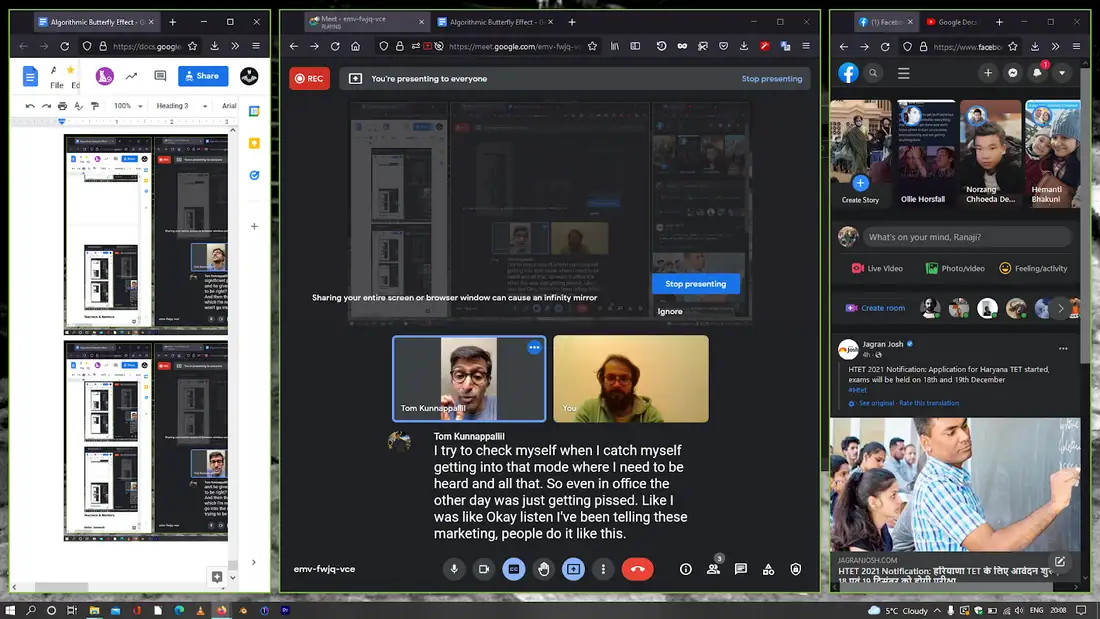 Algorithmic Butterfly Effect - G
https://docs.google
Share
File
Ed
100%
Heading 3
Arial
Meet - emv-fwjq-vce
PLAYING
Algorithmic Butterfly Effect - G
https://meet.google.com/emv-fwjq-v
REC
You're presenting to everyone
Stop presenting
Sharing your entire screen or browser window can cause an infinity mirror
Stop presenting
Ignore
Tom Kunnappallil
You
Tom Kunnappallil
I try to check myself when I catch myself
getting into that mode where I need to be
heard and all that. So even in office the
other day was just getting pissed. Like I
was like Okay listen I've been telling these
marketing, people do it like this.
emv-fwjq-vce
3
(1) Facebook
Google Docs
https://www.facebo
1
Create Story
Ollie Horsfall
Norzang
Chhoeda De...
Hemanti
Bhakuni
What's on your mind, Ranaji?
Live Video
Photo/video
Feeling/activity
Create room
Jagran Josh
4h
HTET 2021 Notification: Application for Haryana TET started,
exams will be held on 18th and 19th December
#Htet
See original · Rate this translation
JAGRANJOSH.COM
HTET 2021 Notification: हरियाणा TET के लिए आवेदन शुरू,
18 एवं 19 दिसंबर को होगी परीक्षा
5°C Cloudy
ENG
20:08